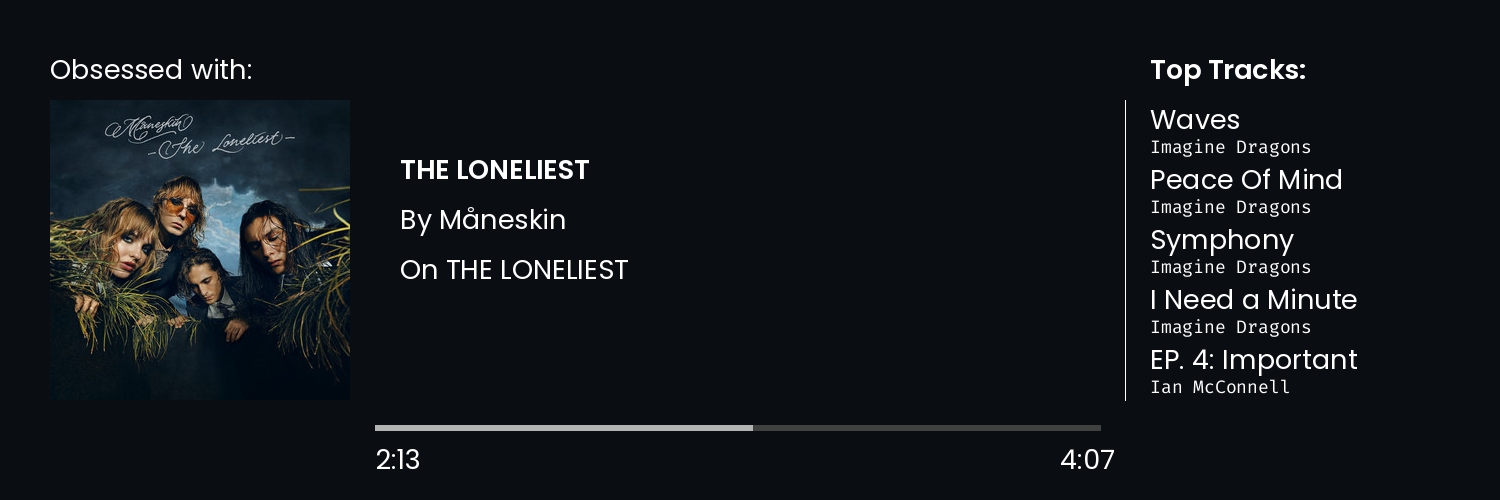 Obsessed with:
Måneskin
- The Loneliest -
THE LONELIEST
By Måneskin
On THE LONELIEST
2:13
4:07
Top Tracks:
Waves
Imagine Dragons
Peace Of Mind
Imagine Dragons
Symphony
Imagine Dragons
I Need a Minute
Imagine Dragons
EP. 4: Important
Ian McConnell